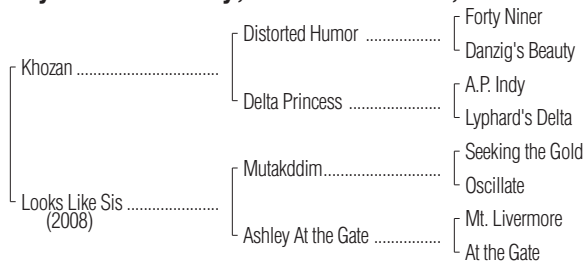 Forty Niner
Distorted Humor ..................
Danzig's Beauty
Khozan .................................
A.P. Indy
Delta Princess ......................
Lyphard's Delta
Seeking the Gold
Mutakddim...........................
Oscillate
Looks Like Sis .....................
(2008)
Mt. Livermore
Ashley At the Gate ................
At the Gate